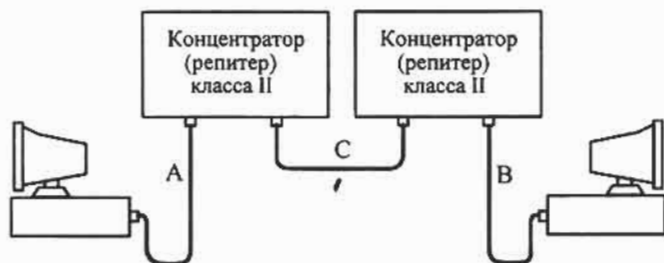 Концентратор
(репитер)
класса II
Концентратор
(репитер)
класса II
A
C
B